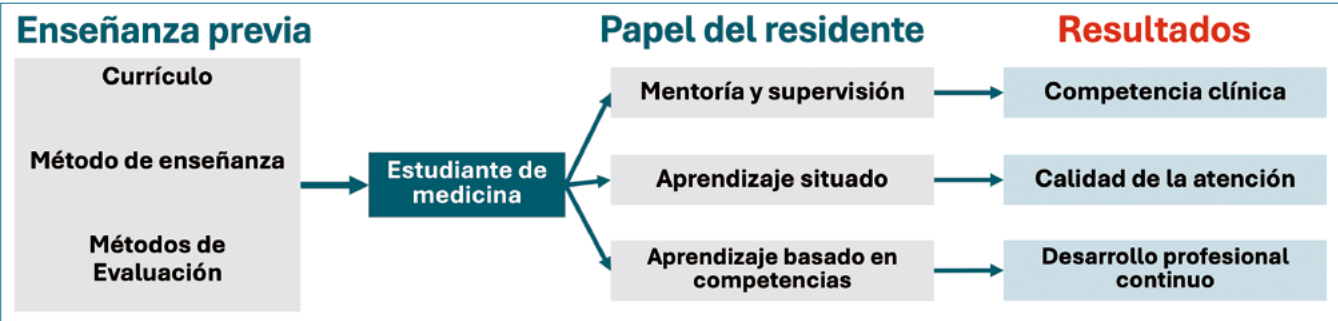 Enseñanza previa
Currículo
Método de enseñanza
Métodos de
Evaluación
Estudiante de
medicina
Papel del residente
Mentoría y supervisión
Aprendizaje situado
Aprendizaje basado en
competencias
Resultados
Competencia clínica
Calidad de la atención
Desarrollo profesional
continuo